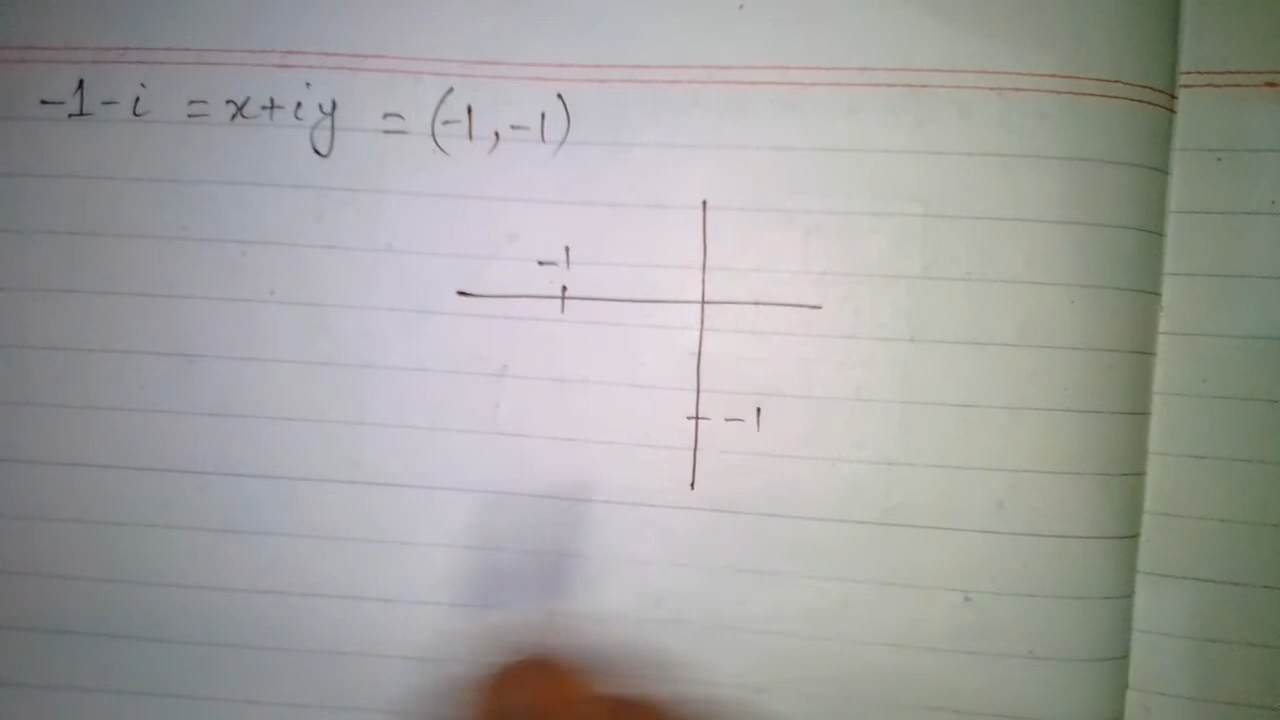 -1-i = x+iy = (-1, -1)
-1
-1